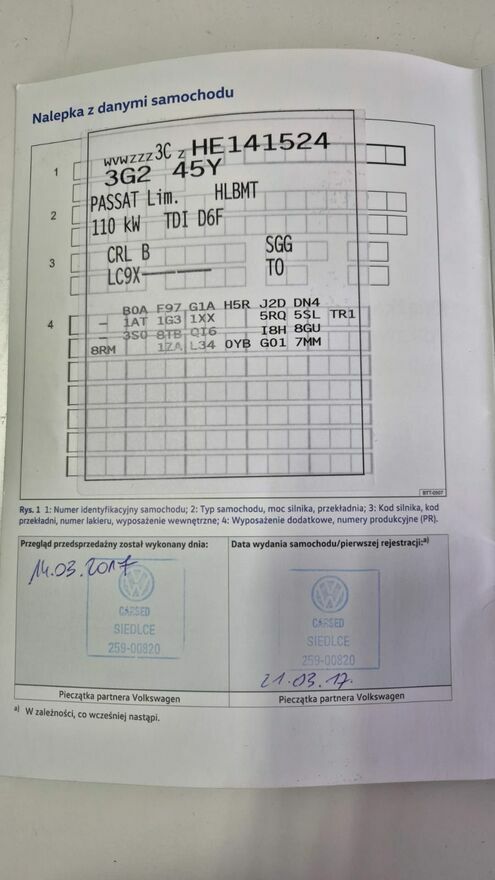 Nalepka z danymi samochodu
1
WVWZZZ3C Z HE141524
3G2 45Y
2
PASSAT Lim. HLBMT
110 kW TDI D6F
3
CRL B SGG
LC9X—— —— TO
4
B0A F97 G1A H5R J2D DN4
— 1AT 1G3 1XX 5RQ 5SL TR1
— 3S0 8TB QI6 I8H 8GU
8RM 1ZA L34 0YB G01 7MM
BTT-0907
Rys. 1 1: Numer identyfikacyjny samochodu; 2: Typ samochodu, moc silnika, przekładnia; 3: Kod silnika, kod
przekładni, numer lakieru, wyposażenie wewnętrzne; 4: Wyposażenie dodatkowe, numery produkcyjne (PR).
Przegląd przedsprzedażny został wykonany dnia:
14.03.2017
CARSED
SIEDLCE
259-00820
Pieczątka partnera Volkswagen
Data wydania samochodu/pierwszej rejestracji:a)
CARSED
SIEDLCE
259-00820
21.03.17.
Pieczątka partnera Volkswagen
a) W zależności, co wcześniej nastąpi.